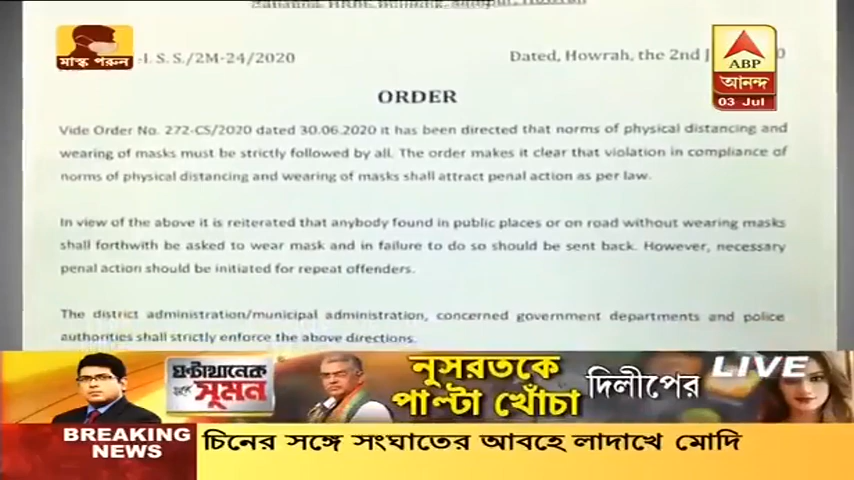 HRBC Building,
-I. S. S./2M-24/2020
Dated, Howrah, the 2nd J
মাস্ক পরুন
ABP
আনন্দ
03 Jul
ORDER
Vide Order No. 272-CS/2020 dated 30.06.2020 it has been directed that norms of physical distancing and
wearing of masks must be strictly followed by all. The order makes it clear that violation in compliance of
norms of physical distancing and wearing of masks shall attract penal action as per law.
In view of the above it is reiterated that anybody found in public places or on road without wearing masks
shall forthwith be asked to wear mask and in failure to do so should be sent back. However, necessary
penal action should be initiated for repeat offenders.
The district administration/municipal administration, concerned government departments and police
authorities shall strictly enforce the above directions.
ঘণ্টাখানেক
সঙ্গে সুমন
নুসরতকে
পাল্টা খোঁচা
দিলীপের
LIVE
BREAKING
NEWS
চিনের সঙ্গে সংঘাতের আবহে লাদাখে মোদি